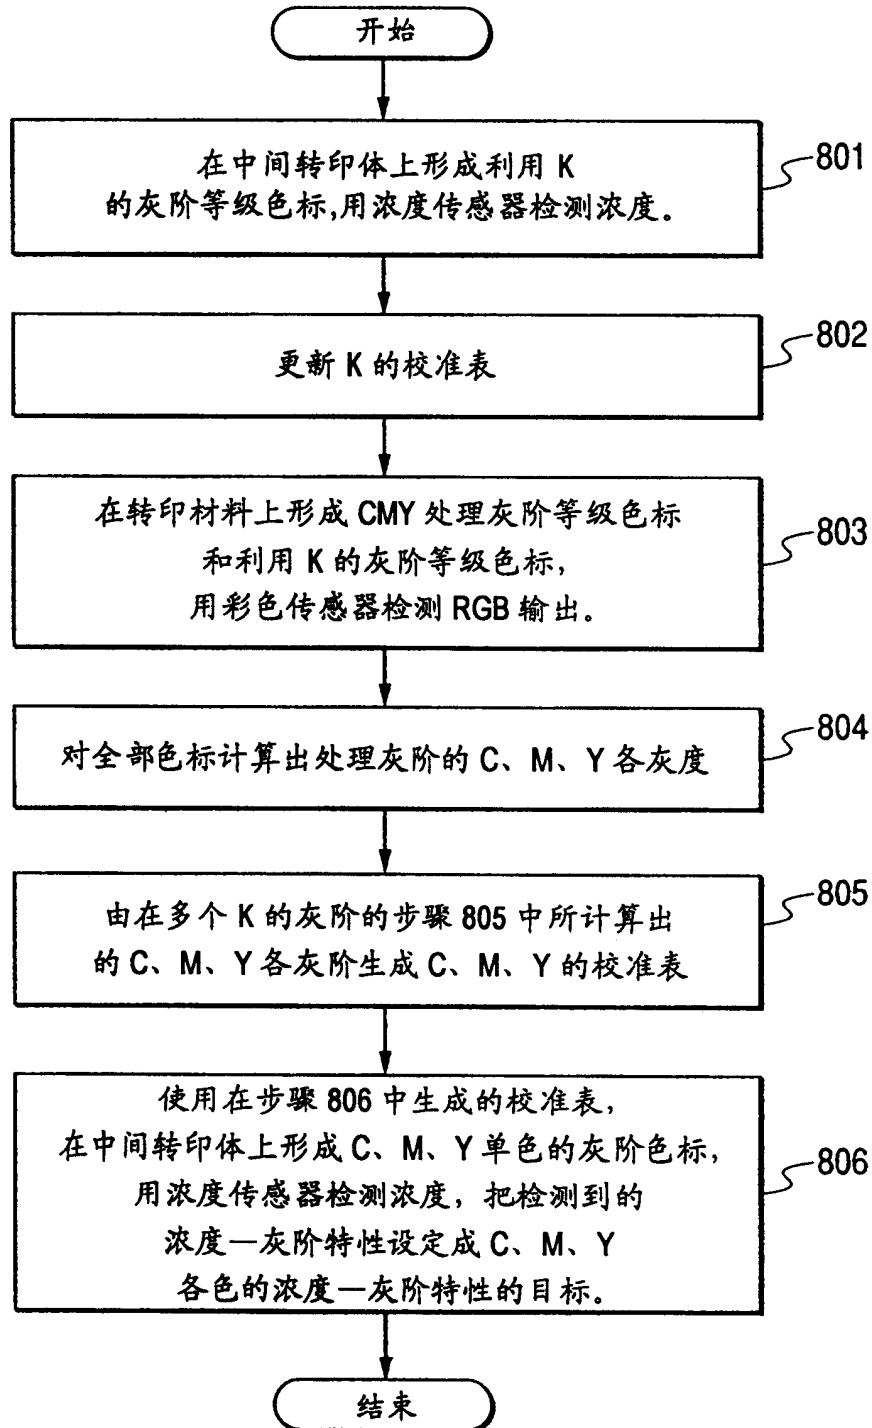 开始
在中间转印体上形成利用 K
的灰阶等级色标,用浓度传感器检测浓度。
801
更新 K 的校准表
802
在转印材料上形成 CMY 处理灰阶等级色标
和利用 K 的灰阶等级色标,
用彩色传感器检测 RGB 输出。
803
对全部色标计算出处理灰阶的 C、M、Y 各灰度
804
由在多个 K 的灰阶的步骤 805 中所计算出
的 C、M、Y 各灰阶生成 C、M、Y 的校准表
805
使用在步骤 806 中生成的校准表,
在中间转印体上形成 C、M、Y 单色的灰阶色标,
用浓度传感器检测浓度，把检测到的
浓度—灰阶特性设定成 C、M、Y
各色的浓度—灰阶特性的目标。
806
结束